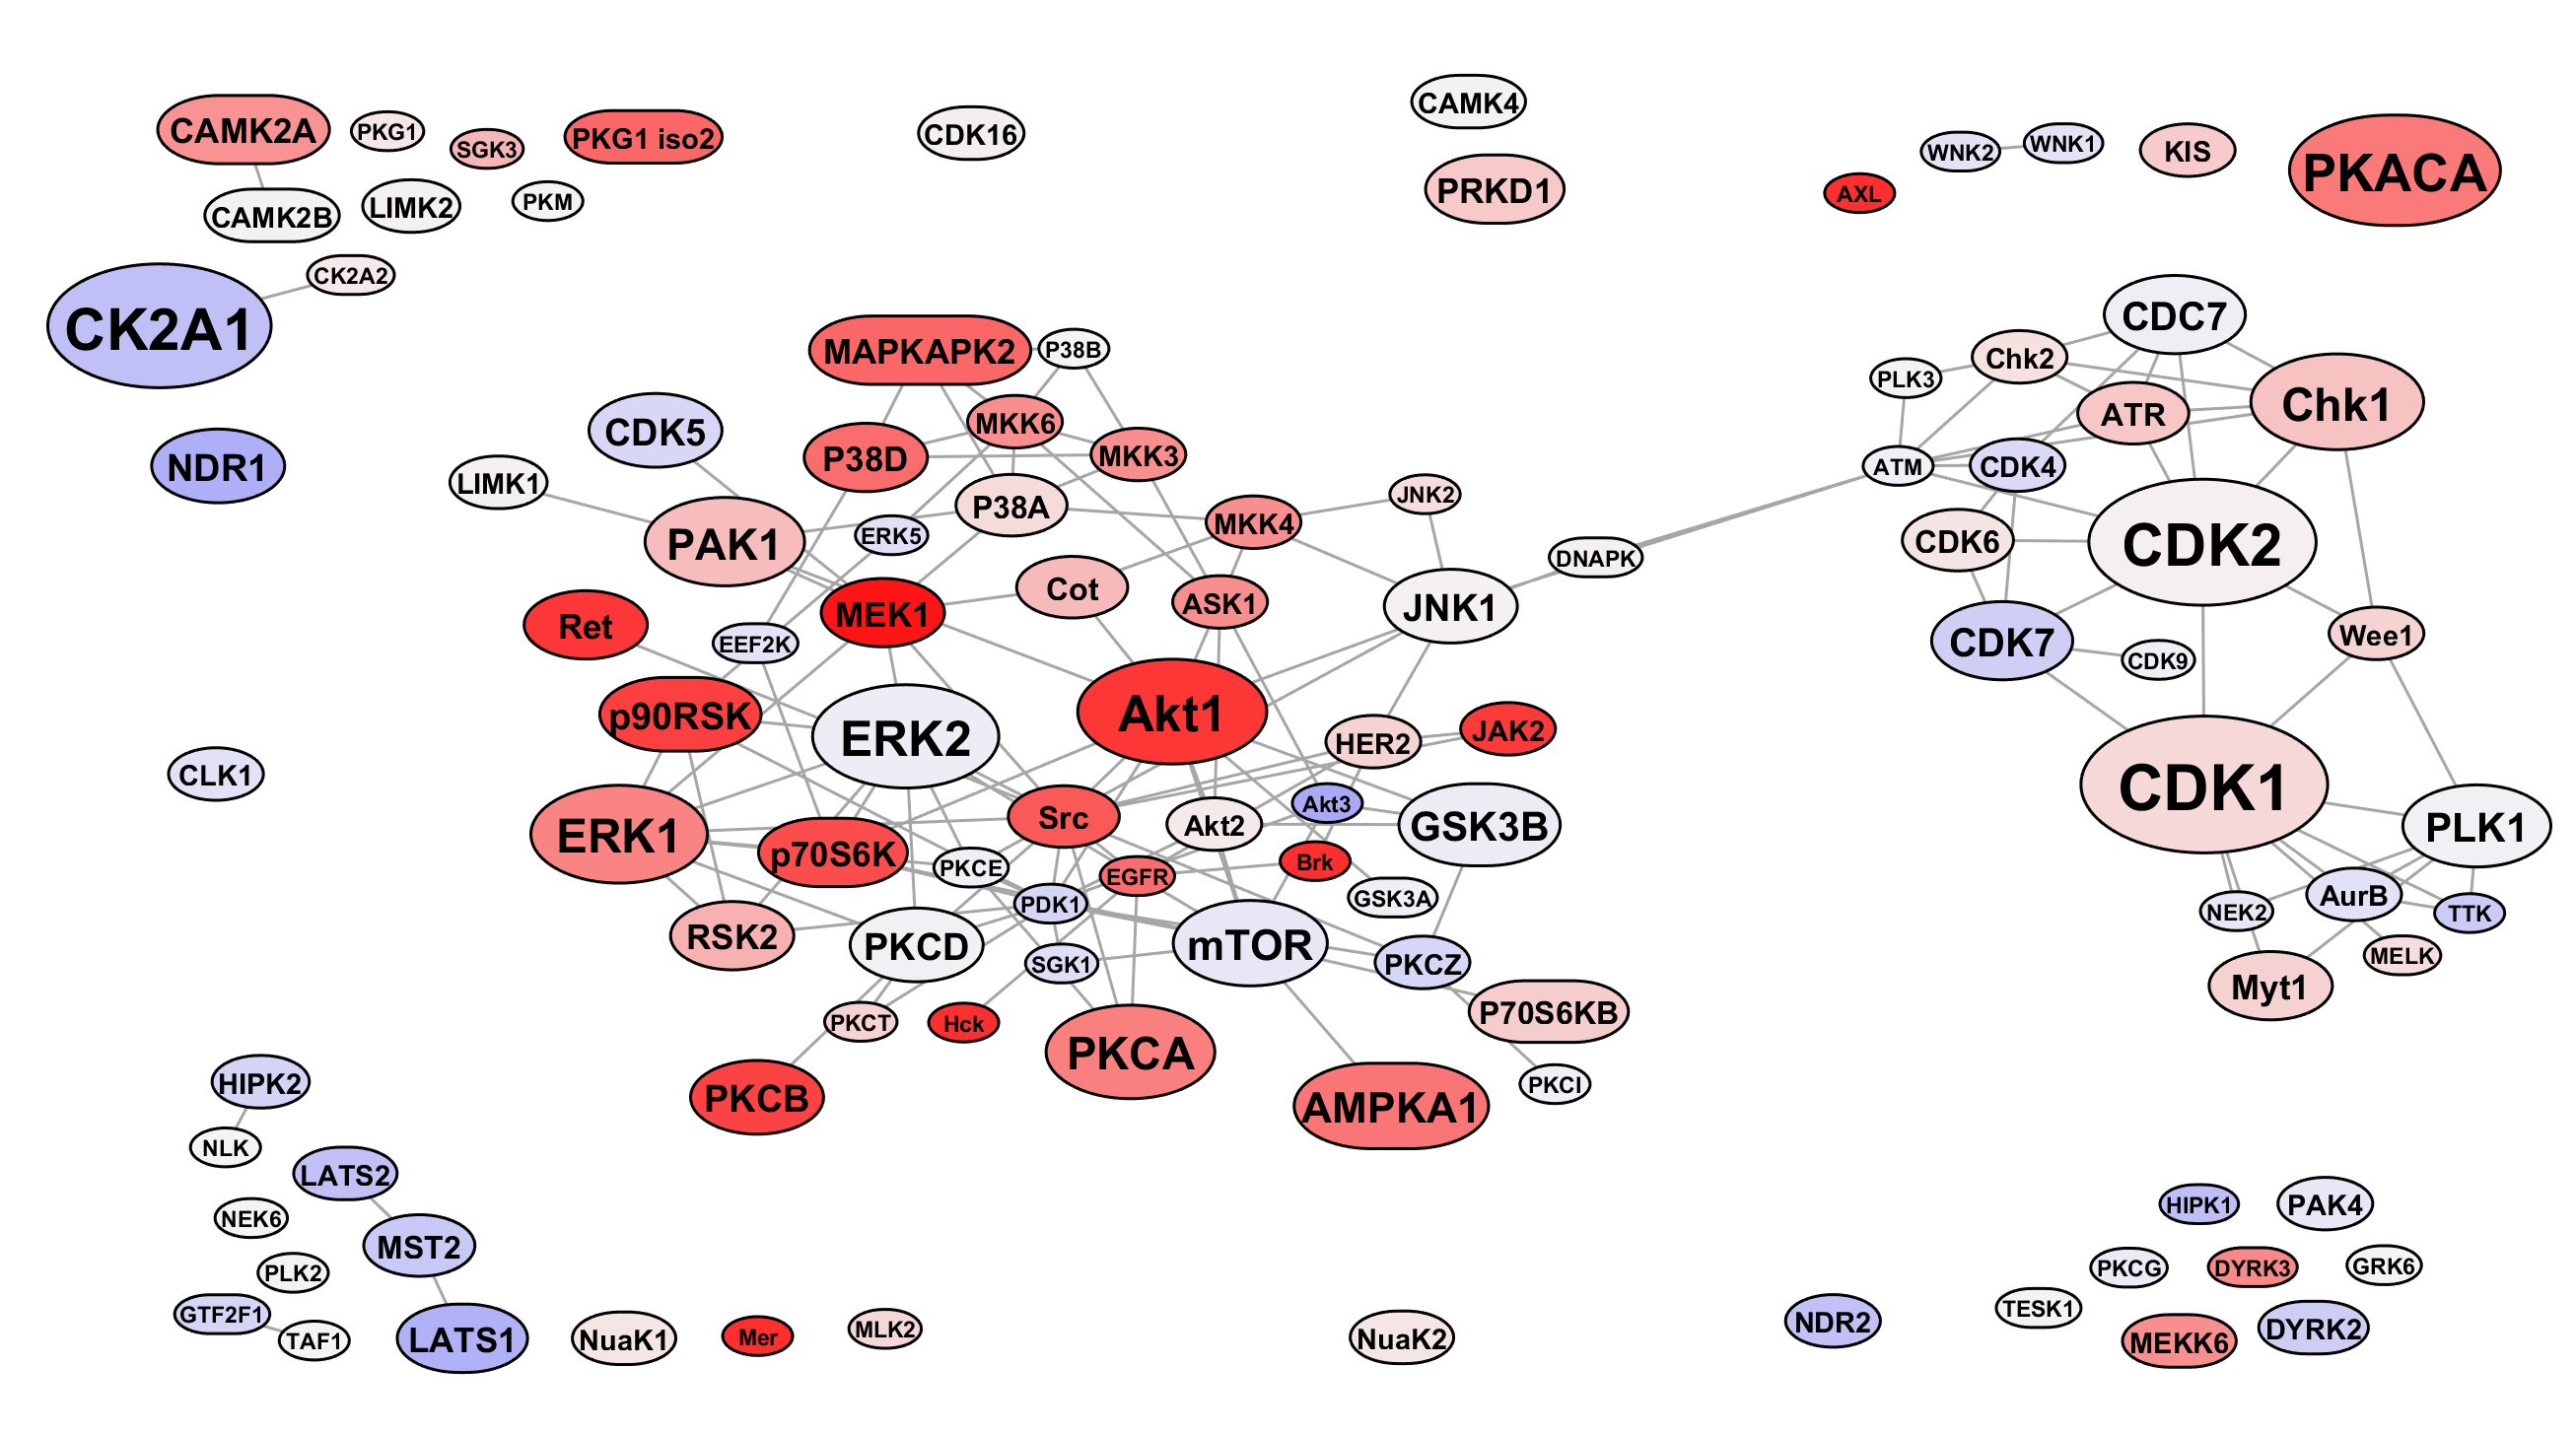 CAMK4
CAMK2A
PKG1
SGK3
PKG1 iso2
CDK16
WNK2
WNK1
KIS
PKACA
CAMK2B
LIMK2
PKM
PRKD1
AXL
CK2A2
CK2A1
CDC7
MAPKAPK2
P38B
Chk2
PLK3
Chk1
ATR
CDK5
MKK6
P38D
MKK3
NDR1
ATM
CDK4
LIMK1
JNK2
P38A
MKK4
PAK1
ERK5
CDK6
CDK2
DNAPK
Cot
ASK1
JNK1
MEK1
Ret
EEF2K
CDK7
CDK9
Wee1
p90RSK
Akt1
ERK2
HER2
JAK2
CLK1
CDK1
Akt3
Src
Akt2
GSK3B
PLK1
ERK1
p70S6K
PKCE
EGFR
Brk
GSK3A
PDK1
NEK2
AurB
TTK
RSK2
PKCD
mTOR
SGK1
PKCZ
MELK
Myt1
PKCT
Hck
P70S6KB
PKCA
HIPK2
PKCB
AMPKA1
PKCI
NLK
LATS2
NEK6
MST2
HIPK1
PAK4
PLK2
PKCG
DYRK3
GRK6
GTF2F1
TAF1
LATS1
NuaK1
Mer
MLK2
NuaK2
NDR2
TESK1
MEKK6
DYRK2